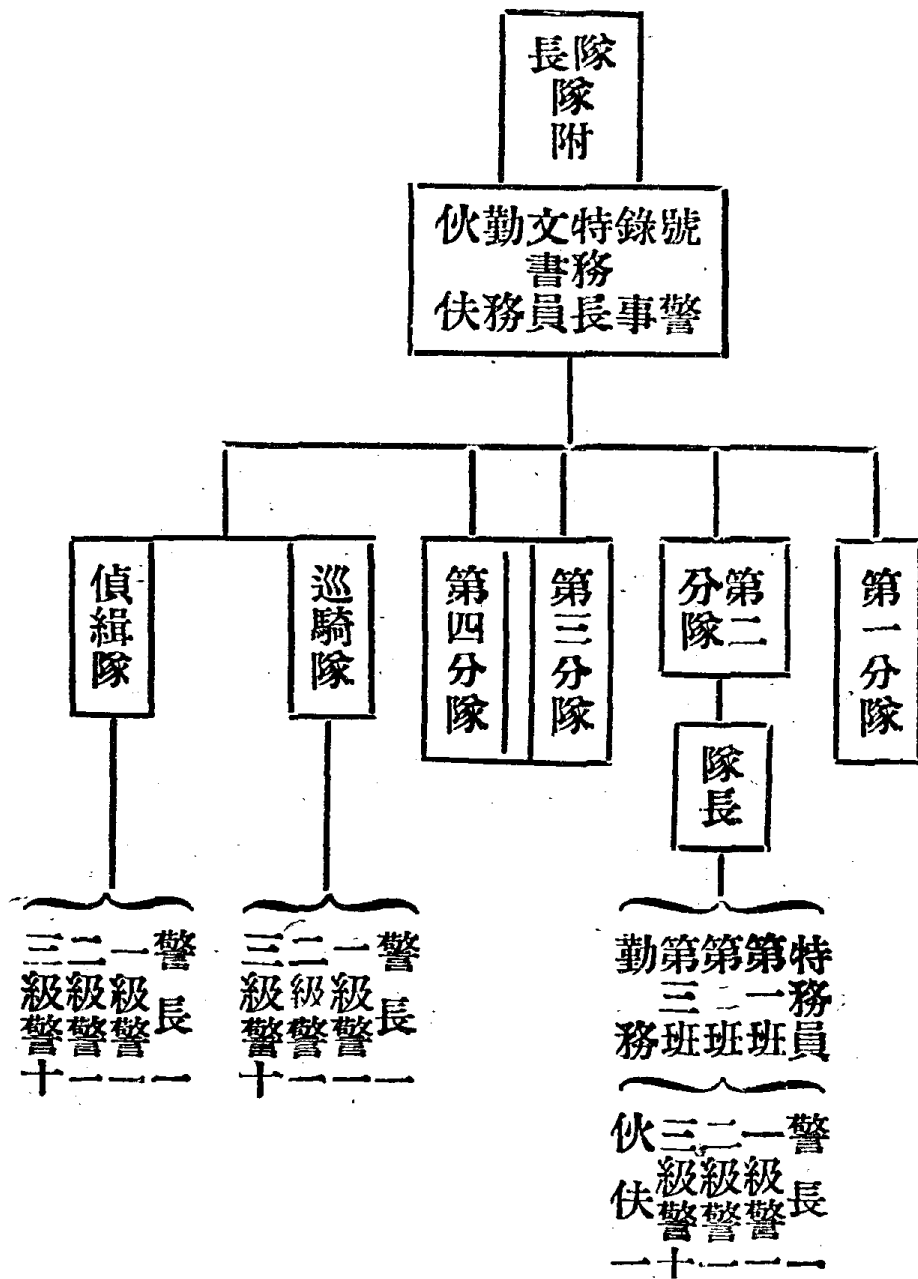 隊長
隊附
號警
錄事
特務長
文書員
勤務
伙伕
第一分隊
第二分隊
隊長
特務員
第一班
第二班
第三班
勤務
警長一
一級警一
二級警一
三級警十
伙伕一
第三分隊
第四分隊
巡騎隊
警長一
一級警一
二級警一
三級警十
偵緝隊
警長一
一級警一
二級警一
三級警十